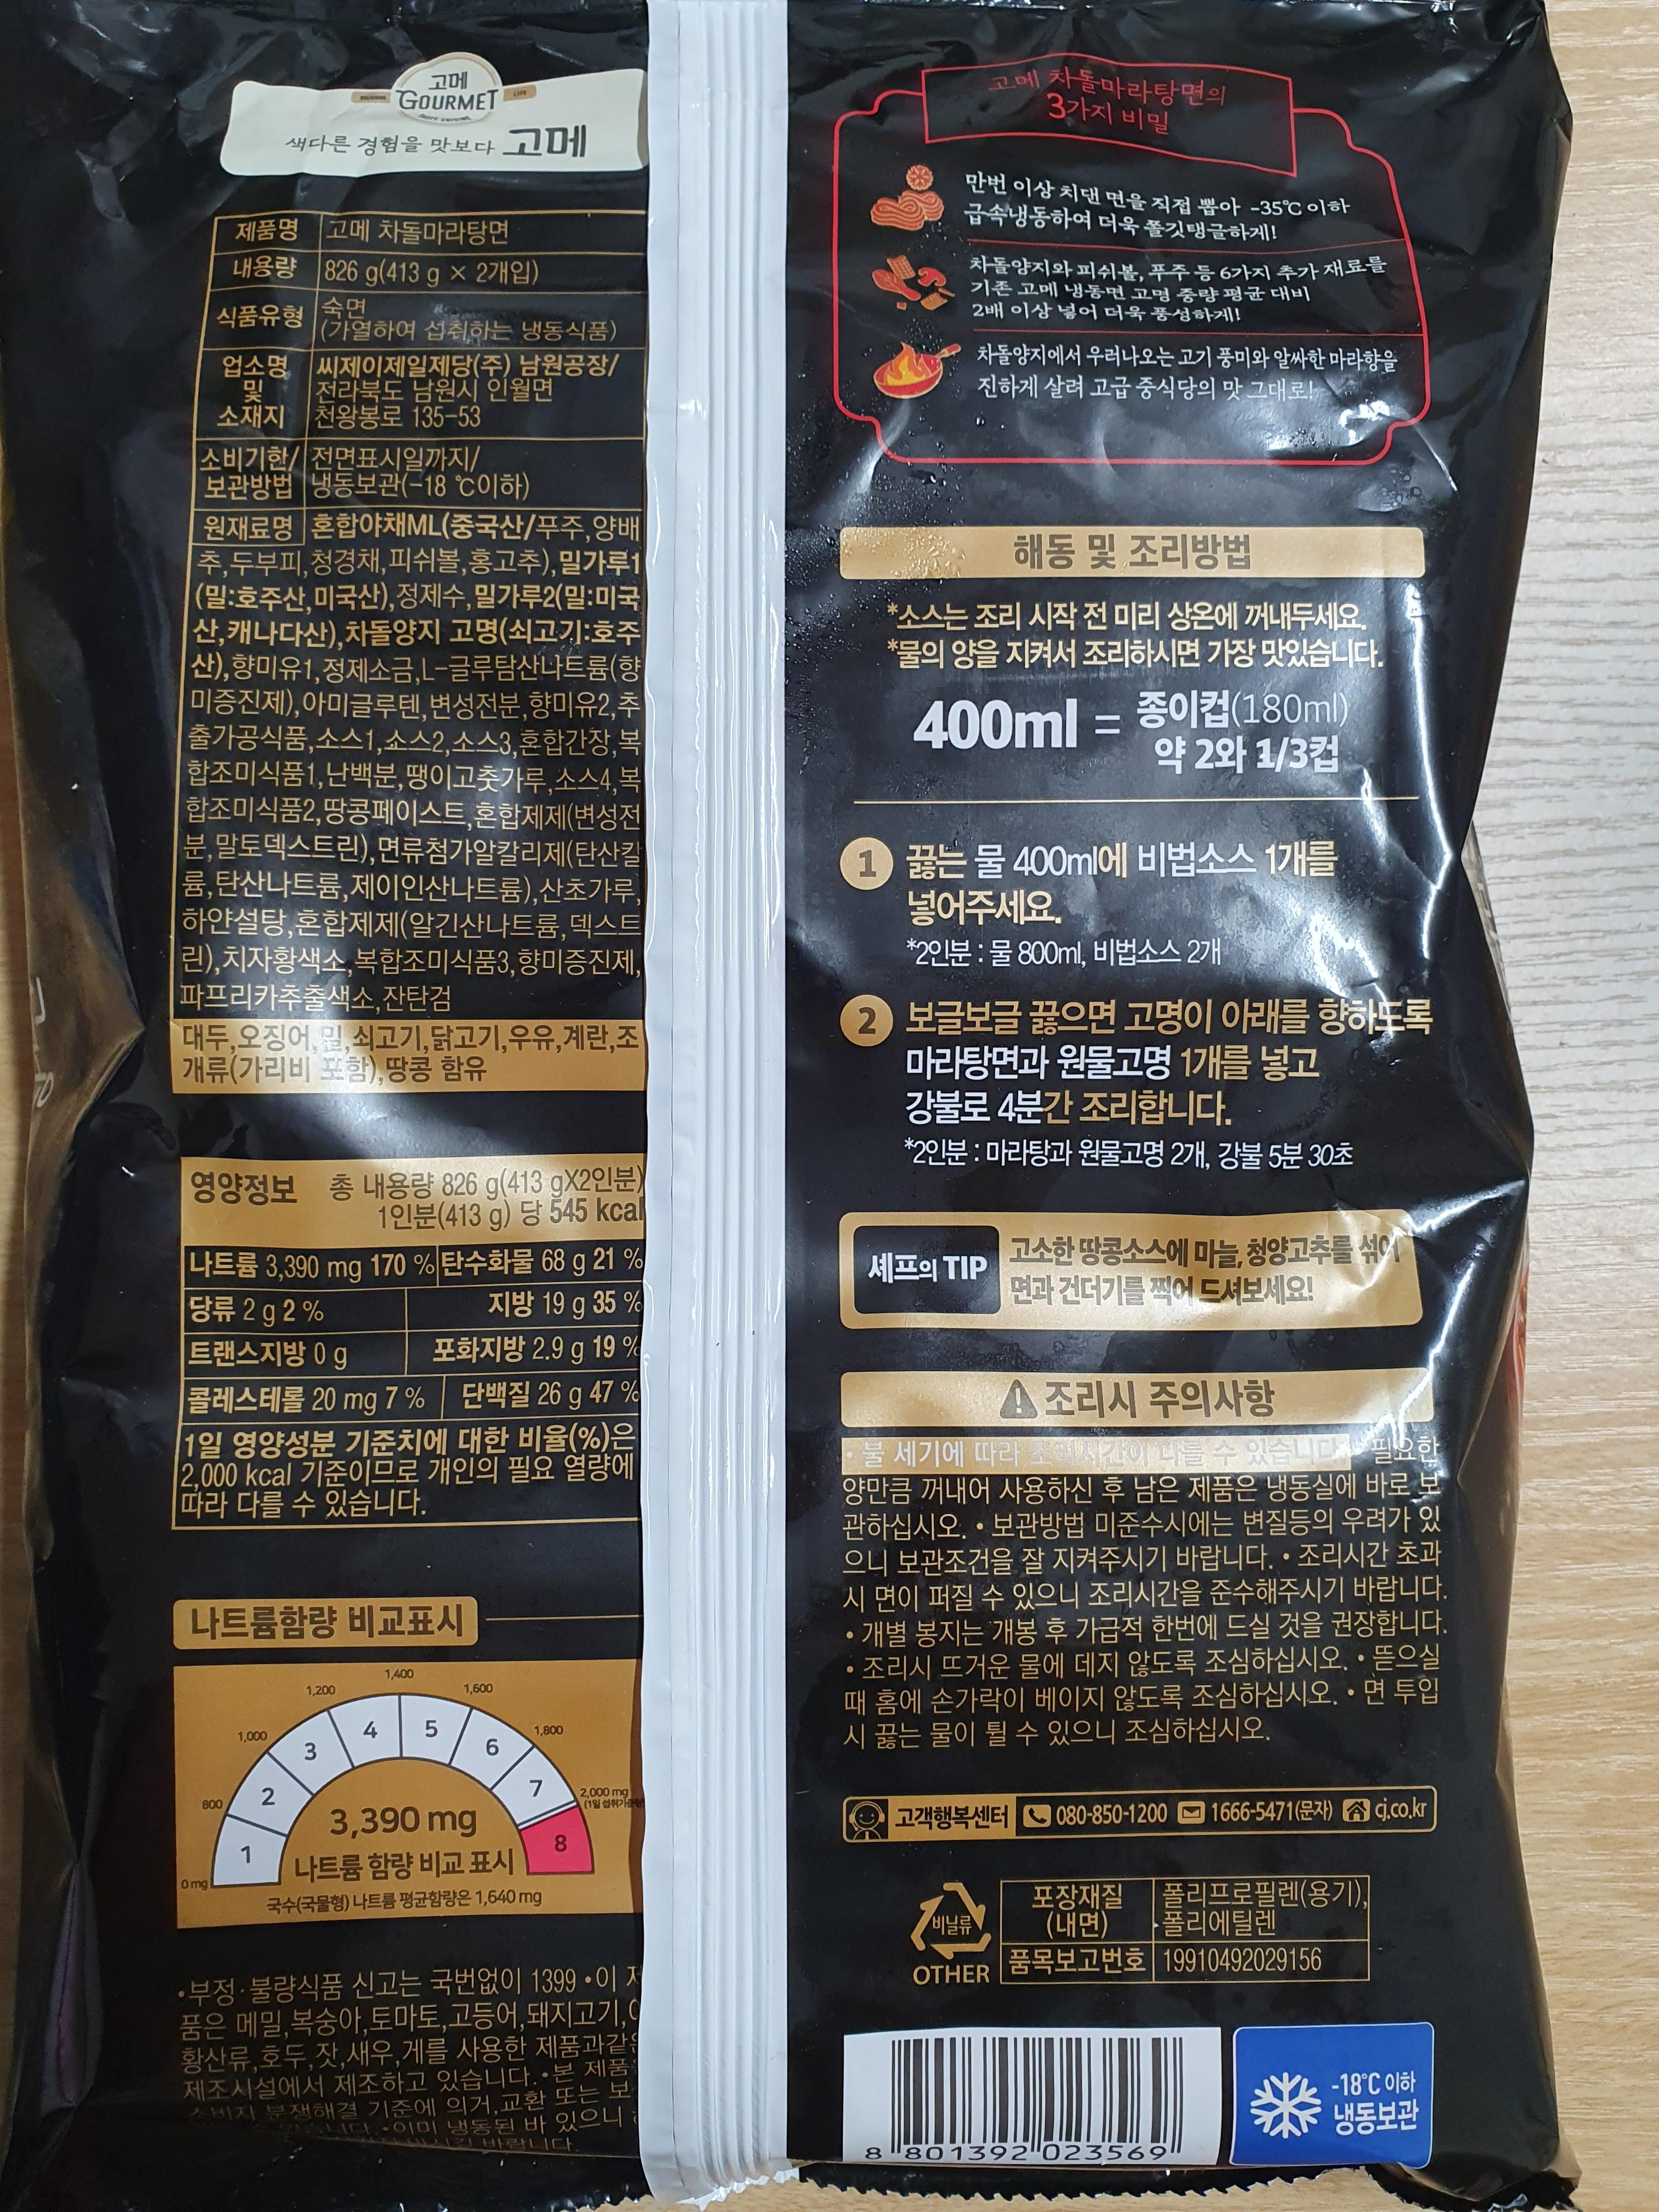 고메
GOURMET
색다른 경험을 맛보다 고메
제품명 고메 차돌마라탕면
내용량 826 g(413 g × 2개입)
식품유형 숙면
(가열하여 섭취하는 냉동식품)
업소명 및 소재지 씨제이제일제당(주) 남원공장/
전라북도 남원시 인월면
천왕봉로 135-53
소비기한/ 전면표시일까지/
보관방법 냉동보관(-18 ℃이하)
원재료명 혼합야채ML(중국산/푸주,양배
추,두부피,청경채,피쉬볼,홍고추),밀가루1
(밀:호주산,미국산),정제수,밀가루2(밀:미국
산,캐나다산),차돌양지 고명(쇠고기:호주
산),향미유1,정제소금,L-글루탐산나트륨(향
미증진제),아미글루텐,변성전분,향미유2,추
출가공식품,소스1,소스2,소스3,혼합간장,복
합조미식품1,난백분,땡이고춧가루,소스4,복
합조미식품2,땅콩페이스트,혼합제제(변성전
분,말토덱스트린),면류첨가알칼리제(탄산칼
륨,탄산나트륨,제이인산나트륨),산초가루,
하얀설탕,혼합제제(알긴산나트륨,덱스트
린),치자황색소,복합조미식품3,향미증진제,
파프리카추출색소,잔탄검
대두,오징어,밀,쇠고기,닭고기,우유,계란,조
개류(가리비 포함),땅콩 함유
영양정보 총 내용량 826 g(413 gX2인분)
1인분(413 g) 당 545 kcal
나트륨 3,390 mg 170 % 탄수화물 68 g 21 %
당류 2 g 2 % 지방 19 g 35 %
트랜스지방 0 g 포화지방 2.9 g 19 %
콜레스테롤 20 mg 7 % 단백질 26 g 47 %
1일 영양성분 기준치에 대한 비율(%)은
2,000 kcal 기준이므로 개인의 필요 열량에
따라 다를 수 있습니다.
나트륨함량 비교표시
0 mg 800 1,000 1,200 1,400 1,600 1,800 2,000 mg
(1일 섭취기준량)
1 2 3 4 5 6 7 8
3,390 mg
나트륨 함량 비교 표시
국수(국물형) 나트륨 평균함량은 1,640 mg
•부정·불량식품 신고는 국번없이 1399 •이 제
품은 메밀,복숭아,토마토,고등어,돼지고기,
황산류,호두,잣,새우,게를 사용한 제품과같은
제조시설에서 제조하고 있습니다.•본 제품
소비자 분쟁해결 기준에 의거,교환 또는 보
•이미 냉동된 바 있으니
바랍니다.
고메 차돌마라탕면의
3가지 비밀
만번 이상 치댄 면을 직접 뽑아 -35℃ 이하
급속냉동하여 더욱 쫄깃탱글하게!
차돌양지와 피쉬볼, 푸주 등 6가지 추가 재료를
기존 고메 냉동면 고명 중량 평균 대비
2배 이상 넣어 더욱 풍성하게!
차돌양지에서 우러나오는 고기 풍미와 알싸한 마라향을
진하게 살려 고급 중식당의 맛 그대로!
해동 및 조리방법
*소스는 조리 시작 전 미리 상온에 꺼내두세요.
*물의 양을 지켜서 조리하시면 가장 맛있습니다.
400ml = 종이컵(180ml)
약 2와 1/3컵
1 끓는 물 400ml에 비법소스 1개를
넣어주세요.
*2인분 : 물 800ml, 비법소스 2개
2 보글보글 끓으면 고명이 아래를 향하도록
마라탕면과 원물고명 1개를 넣고
강불로 4분간 조리합니다.
*2인분 : 마라탕과 원물고명 2개, 강불 5분 30초
셰프의 TIP 고소한 땅콩소스에 마늘, 청양고추를 섞어
면과 건더기를 찍어 드셔보세요!
조리시 주의사항
• 불 세기에 따라 조리시간이 다를 수 있습니다. 필요한
양만큼 꺼내어 사용하신 후 남은 제품은 냉동실에 바로 보
관하십시오. • 보관방법 미준수시에는 변질등의 우려가 있
으니 보관조건을 잘 지켜주시기 바랍니다. • 조리시간 초과
시 면이 퍼질 수 있으니 조리시간을 준수해주시기 바랍니다.
• 개별 봉지는 개봉 후 가급적 한번에 드실 것을 권장합니다.
• 조리시 뜨거운 물에 데지 않도록 조심하십시오. • 뜯으실
때 홈에 손가락이 베이지 않도록 조심하십시오. • 면 투입
시 끓는 물이 튈 수 있으니 조심하십시오.
고객행복센터 080-850-1200 1666-5471(문자) cj.co.kr
비닐류
OTHER
포장재질 (내면) 폴리프로필렌(용기),
폴리에틸렌
품목보고번호 19910492029156
8 801392 023569
-18℃ 이하
냉동보관